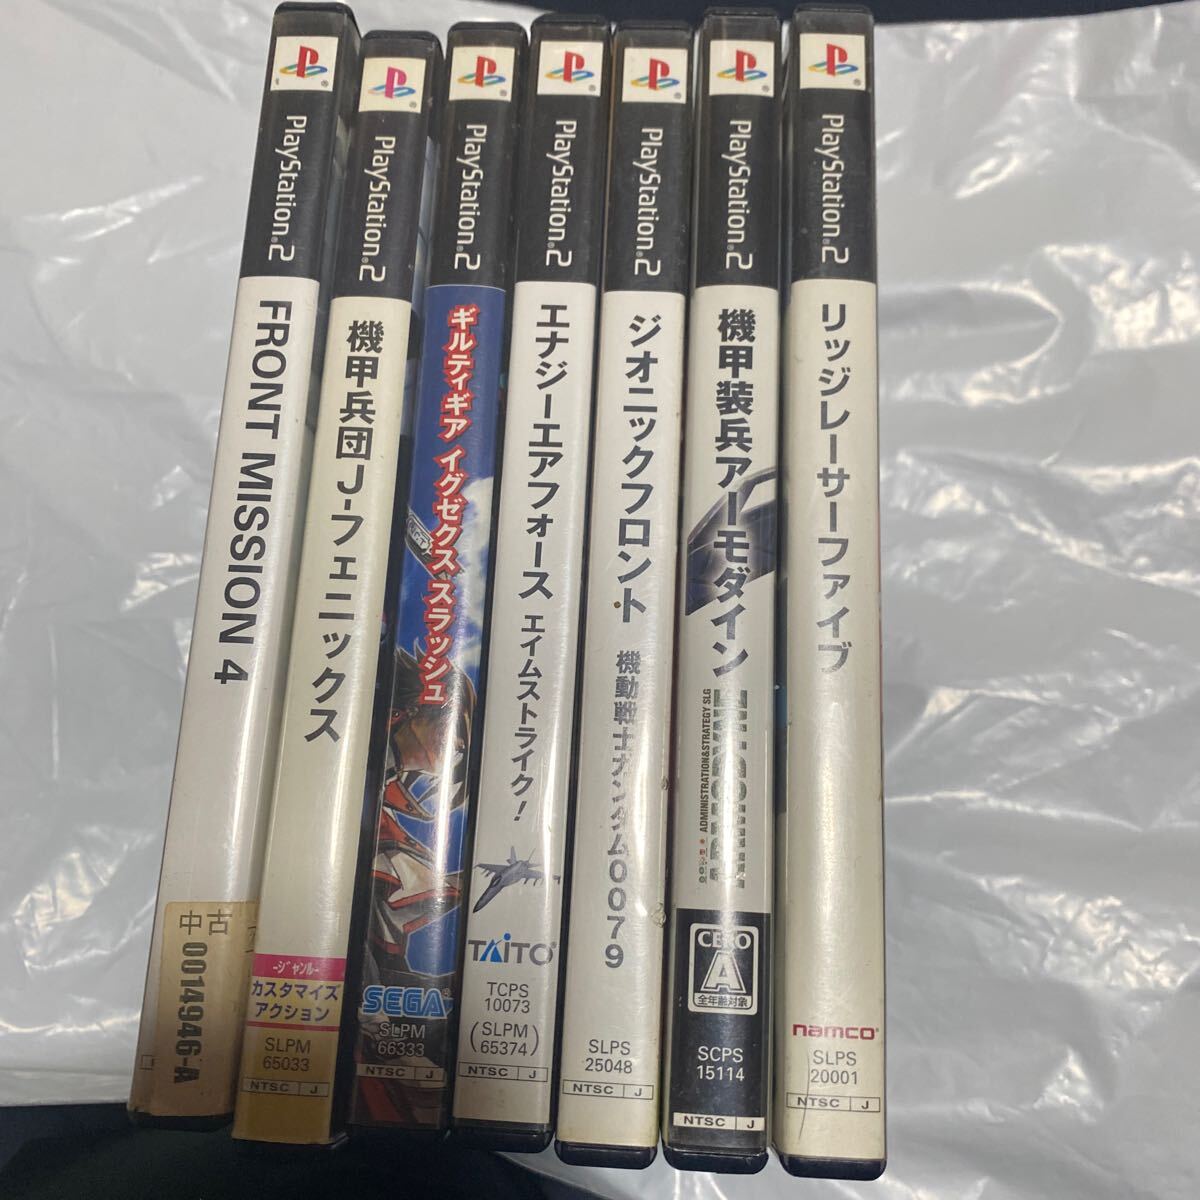 PlayStation.2
FRONT MISSION 4
中古
0014946-A
PlayStation.2
機甲兵団J-フェニックス
-ジャンル-
カスタマイズ
アクション
SLPM
65033
NTSC J
PlayStation.2
ギルティギア イグゼクス スラッシュ
SEGA
SLPM
66333
NTSC J
PlayStation.2
エナジーエアフォース エイムストライク!
TAITO
TCPS
10073
(SLPM
65374)
NTSC J
PlayStation.2
ジオニックフロント 機動戦士ガンダム0079
SLPS
25048
NTSC J
PlayStation.2
機甲装兵アーモダイン
ADMINISTRATION&STRATEGY SLG
CERO
A
全年齢対象
SCPS
15114
NTSC J
PlayStation.2
リッジレーサーファイブ
namco
SLPS
20001
NTSC J